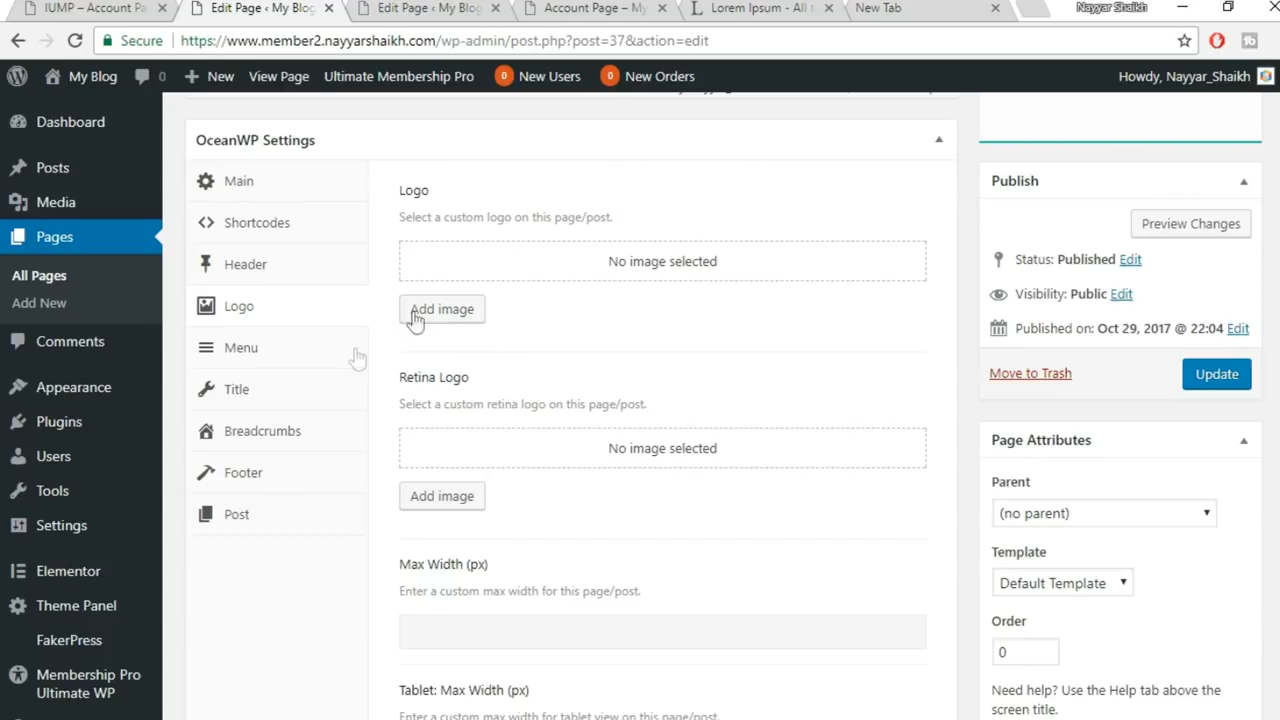 IUMP – Account Pa
Edit Page ‹ My Blog
Edit Page ‹ My Blog
Account Page – My
Lorem Ipsum - All
New Tab
Nayyar Shaikh
Secure
https://www.member2.nayyarshaikh.com/wp-admin/post.php?post=37&action=edit
My Blog
0
New
View Page
Ultimate Membership Pro
0 New Users
0 New Orders
Howdy, Nayyar_Shaikh
Dashboard
Posts
Media
Pages
All Pages
Add New
Comments
Appearance
Plugins
Users
Tools
Settings
Elementor
Theme Panel
FakerPress
Membership Pro
Ultimate WP
OceanWP Settings
Main
Shortcodes
Header
Logo
Menu
Title
Breadcrumbs
Footer
Post
Logo
Select a custom logo on this page/post.
No image selected
Add image
Retina Logo
Select a custom retina logo on this page/post.
No image selected
Add image
Max Width (px)
Enter a custom max width for this page/post.
Tablet: Max Width (px)
Enter a custom max width for tablet view on this page/post.
Publish
Preview Changes
Status: Published Edit
Visibility: Public Edit
Published on: Oct 29, 2017 @ 22:04 Edit
Move to Trash
Update
Page Attributes
Parent
(no parent)
Template
Default Template
Order
0
Need help? Use the Help tab above the
screen title.